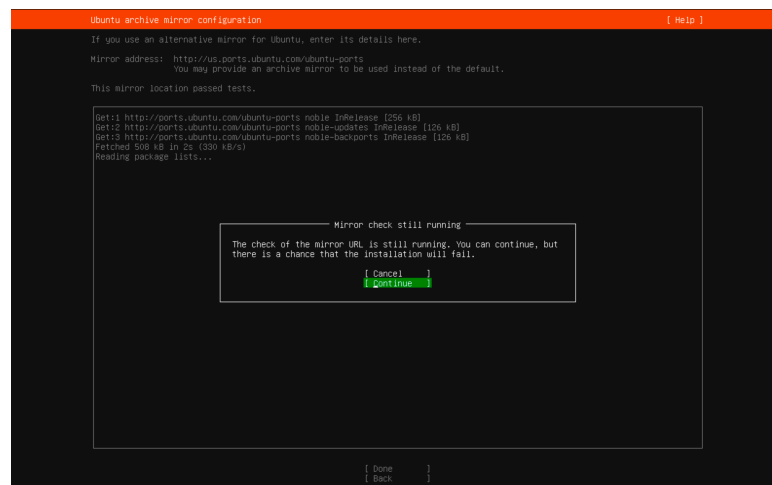 Ubuntu archive mirror configuration [ Help ]
If you use an alternative mirror for Ubuntu, enter its details here.
Mirror address: http://us.ports.ubuntu.com/ubuntu-ports
You may provide an archive mirror to be used instead of the default.
This mirror location passed tests.
Get:1 http://ports.ubuntu.com/ubuntu-ports noble InRelease [256 kB]
Get:2 http://ports.ubuntu.com/ubuntu-ports noble-updates InRelease [126 kB]
Get:3 http://ports.ubuntu.com/ubuntu-ports noble-backports InRelease [126 kB]
Fetched 508 kB in 2s (330 kB/s)
Reading package lists...
Mirror check still running
The check of the mirror URL is still running. You can continue, but
there is a chance that the installation will fail.
[ Cancel ]
[ Continue ]
[ Done ]
[ Back ]